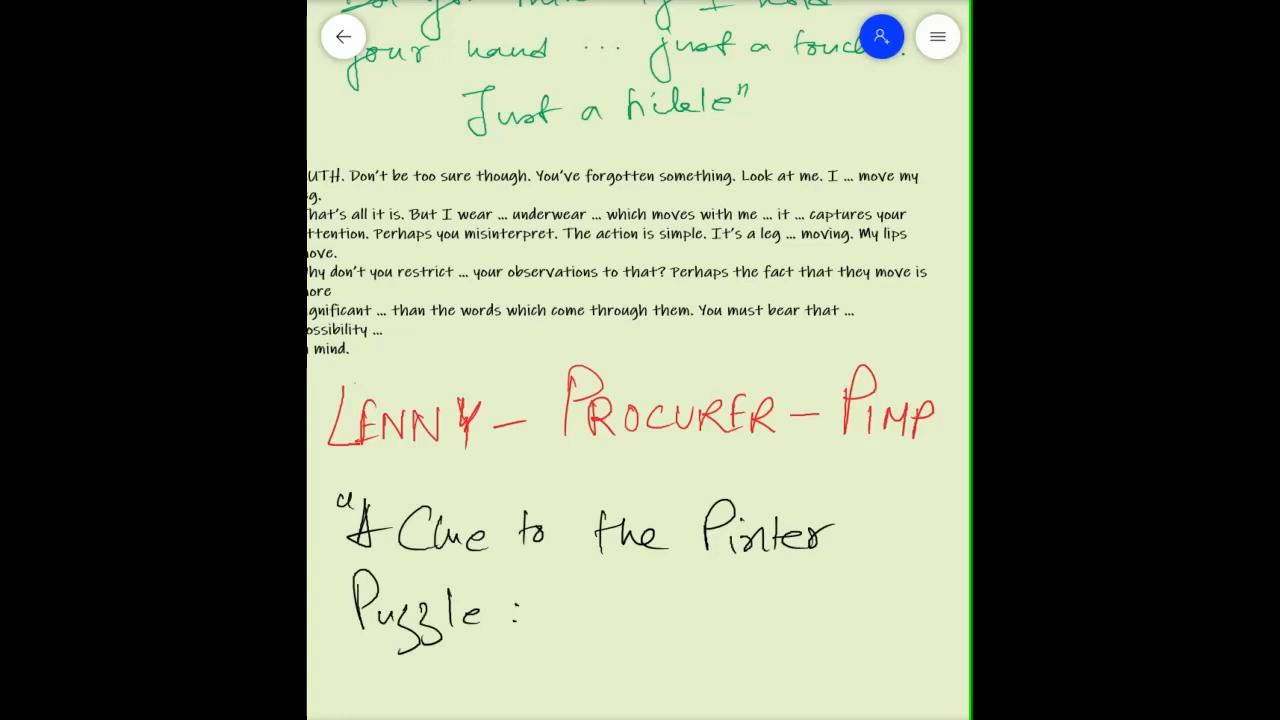 your hand ... just a touch.
Just a tickle"
UTH. Don't be too sure though. You've forgotten something. Look at me. I ... move my
g.
hat's all it is. But I wear ... underwear ... which moves with me ... it ... captures your
ttention. Perhaps you misinterpret. The action is simple. It's a leg ... moving. My lips
ove.
hy don't you restrict ... your observations to that? Perhaps the fact that they move is
ore
gnificant ... than the words which come through them. You must bear that ...
ossibility ...
mind.
LENNY - PROCURER - PIMP
"A Clue to the Pinter
Puzzle :